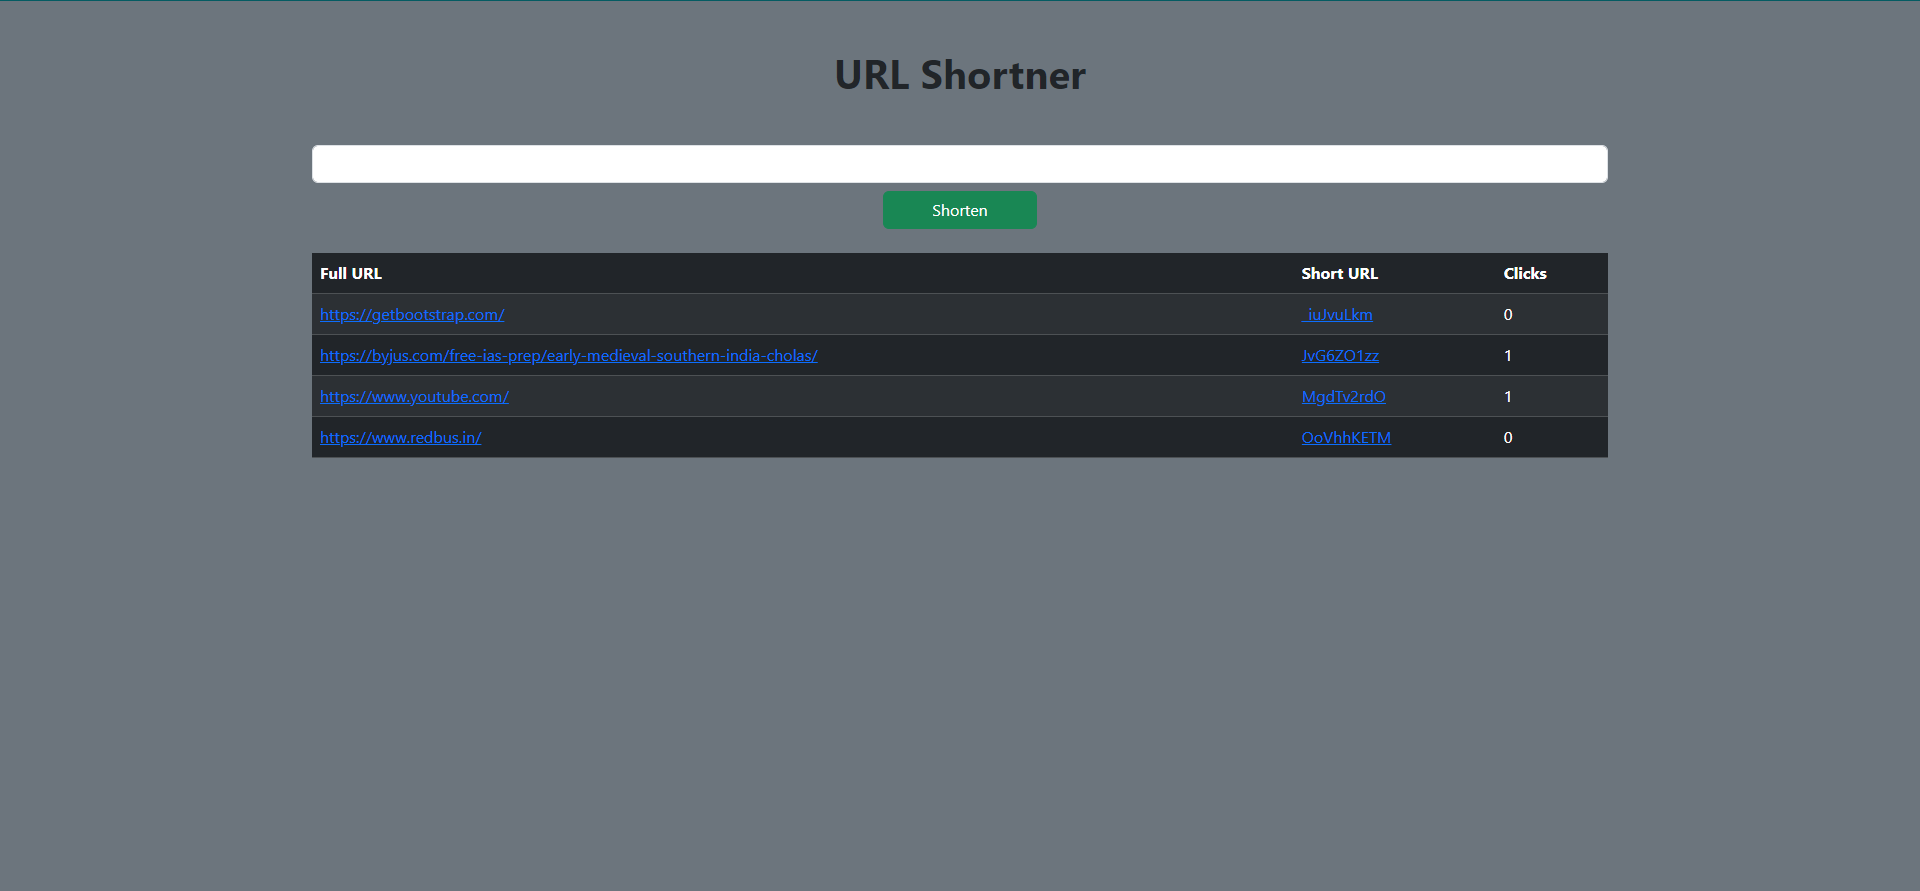 URL Shortner
Shorten
Full URL Short URL Clicks
https://getbootstrap.com/ _iuJvuLkm 0
https://byjus.com/free-ias-prep/early-medieval-southern-india-cholas/ JvG6ZO1zz 1
https://www.youtube.com/ MgdTv2rdO 1
https://www.redbus.in/ OoVhhKETM 0